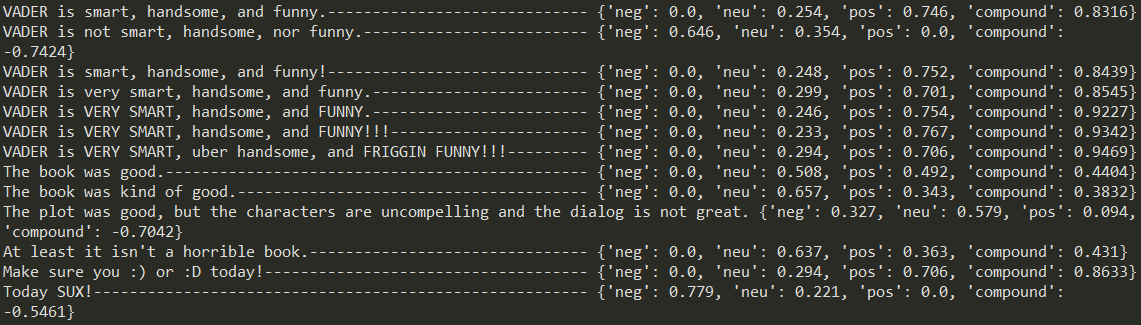 VADER is smart, handsome, and funny.----------------------------- {'neg': 0.0, 'neu': 0.254, 'pos': 0.746, 'compound': 0.8316}
VADER is not smart, handsome, nor funny.------------------------- {'neg': 0.646, 'neu': 0.354, 'pos': 0.0, 'compound':
-0.7424}
VADER is smart, handsome, and funny!----------------------------- {'neg': 0.0, 'neu': 0.248, 'pos': 0.752, 'compound': 0.8439}
VADER is very smart, handsome, and funny.------------------------ {'neg': 0.0, 'neu': 0.299, 'pos': 0.701, 'compound': 0.8545}
VADER is VERY SMART, handsome, and FUNNY.------------------------ {'neg': 0.0, 'neu': 0.246, 'pos': 0.754, 'compound': 0.9227}
VADER is VERY SMART, handsome, and FUNNY!!!---------------------- {'neg': 0.0, 'neu': 0.233, 'pos': 0.767, 'compound': 0.9342}
VADER is VERY SMART, uber handsome, and FRIGGIN FUNNY!!!--------- {'neg': 0.0, 'neu': 0.294, 'pos': 0.706, 'compound': 0.9469}
The book was good.----------------------------------------------- {'neg': 0.0, 'neu': 0.508, 'pos': 0.492, 'compound': 0.4404}
The book was kind of good.--------------------------------------- {'neg': 0.0, 'neu': 0.657, 'pos': 0.343, 'compound': 0.3832}
The plot was good, but the characters are uncompelling and the dialog is not great. {'neg': 0.327, 'neu': 0.579, 'pos': 0.094,
'compound': -0.7042}
At least it isn't a horrible book.------------------------------- {'neg': 0.0, 'neu': 0.637, 'pos': 0.363, 'compound': 0.431}
Make sure you :) or :D today!------------------------------------ {'neg': 0.0, 'neu': 0.294, 'pos': 0.706, 'compound': 0.8633}
Today SUX!------------------------------------------------------- {'neg': 0.779, 'neu': 0.221, 'pos': 0.0, 'compound':
-0.5461}